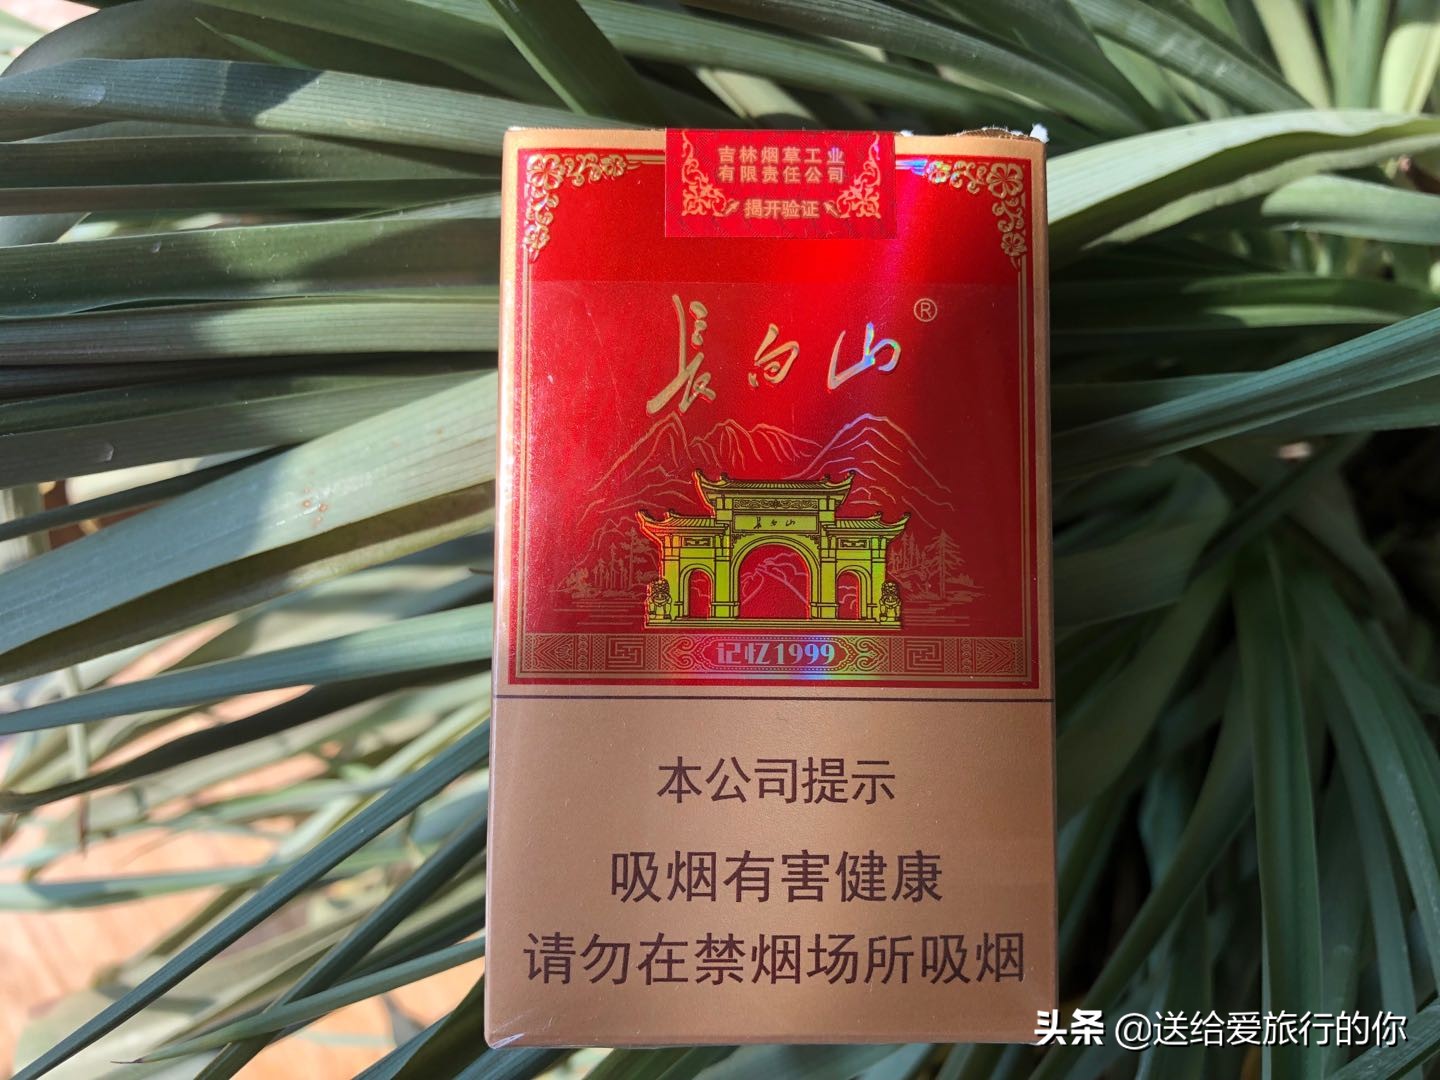 吉林烟草工业
有限责任公司
揭开验证
長白山®
長白山
记忆1999
本公司提示
吸烟有害健康
请勿在禁烟场所吸烟
头条 @送给爱旅行的你